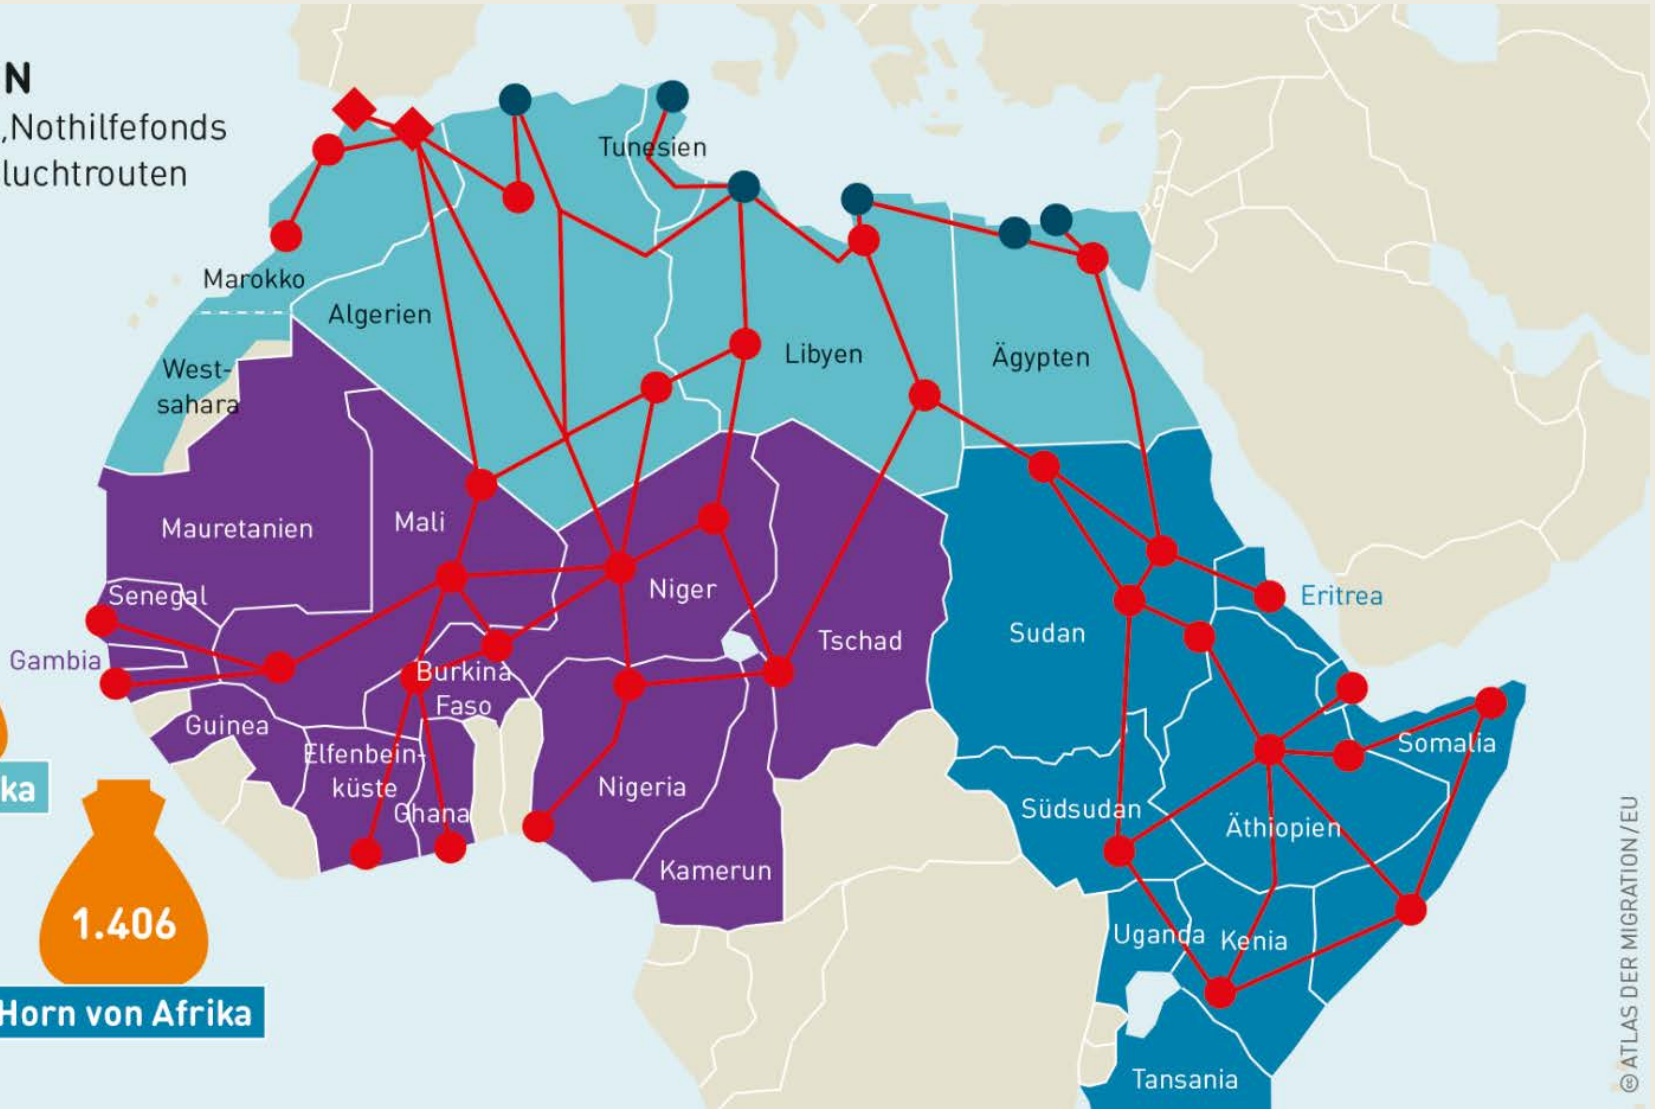 N
‚Nothilfefonds
luchtrouten
Tunesien
Marokko
Algerien
Libyen
Ägypten
West-
sahara
Mauretanien
Mali
Niger
Senegal
Eritrea
Sudan
Tschad
Gambia
Burkina
Faso
Guinea
Elfenbein-
küste
Ghana
Nigeria
Somalia
Südsudan
Äthiopien
Kamerun
ka
1.406
Uganda
Kenia
Horn von Afrika
Tansania
🅭 ATLAS DER MIGRATION / EU